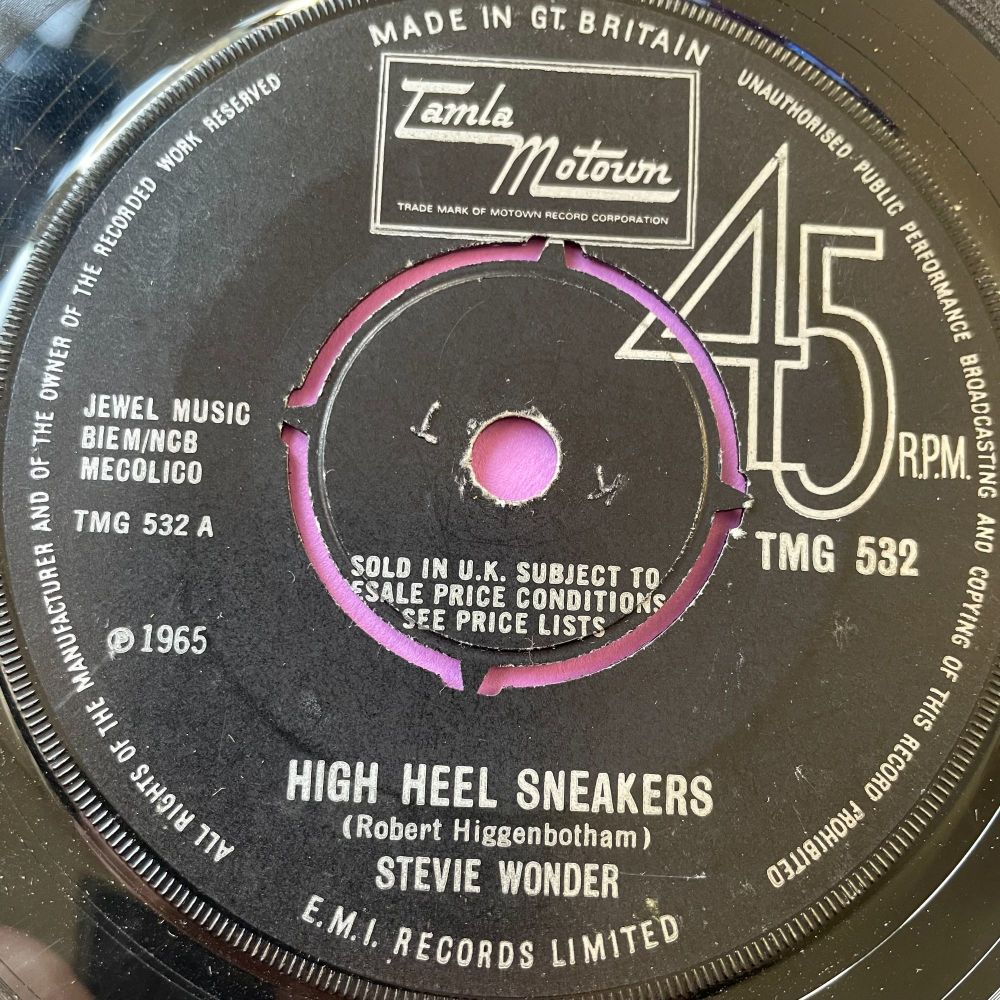 MADE IN GT. BRITAIN
UNAUTHORISED PUBLIC PERFORMANCE BROADCASTING AND COPYING OF THIS RECORD PROHIBITED
ALL RIGHTS OF THE MANUFACTURER AND OF THE OWNER OF THE RECORDED WORK RESERVED
Tamla
Motown
TRADE MARK OF MOTOWN RECORD CORPORATION
45
R.P.M.
JEWEL MUSIC
BIEM/NCB
MECOLICO
TMG 532 A
TMG 532
℗ 1965
SOLD IN U.K. SUBJECT TO
ESALE PRICE CONDITIONS
SEE PRICE LISTS
HIGH HEEL SNEAKERS
(Robert Higgenbotham)
STEVIE WONDER
E.M.I. RECORDS LIMITED